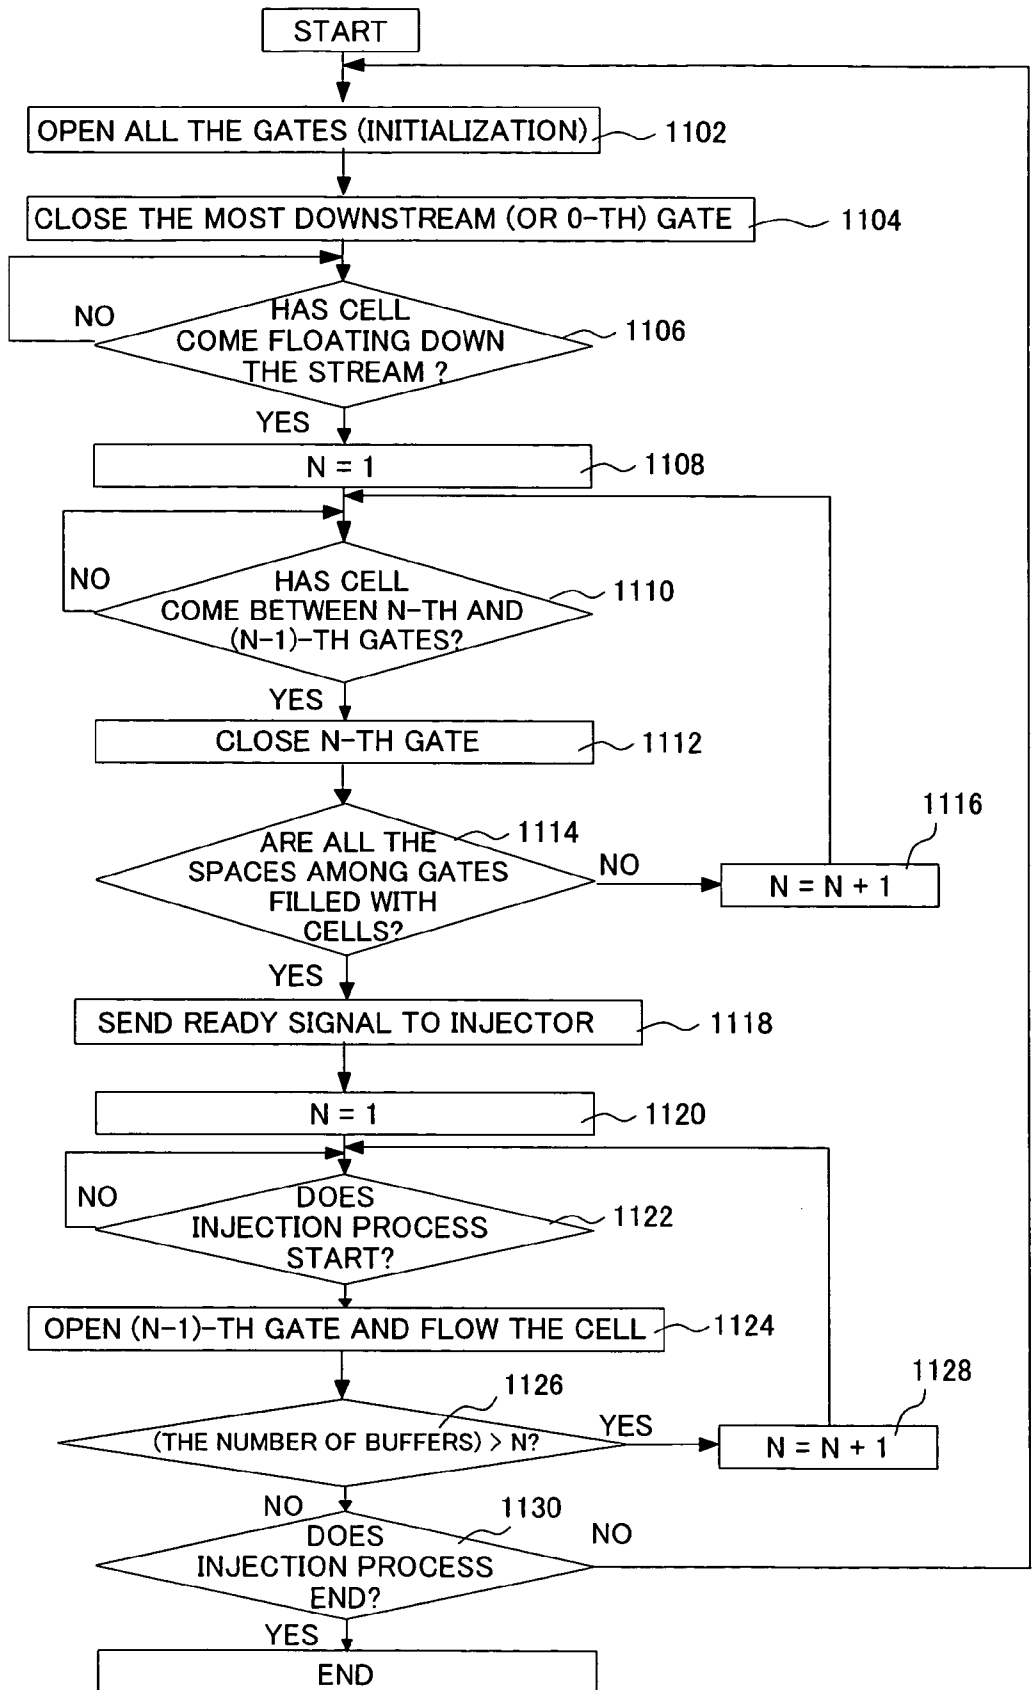 START
OPEN ALL THE GATES (INITIALIZATION)
1102
CLOSE THE MOST DOWNSTREAM (OR 0-TH) GATE
1104
NO
HAS CELL
COME FLOATING DOWN
THE STREAM ?
1106
YES
N = 1
1108
NO
HAS CELL
COME BETWEEN N-TH AND
(N-1)-TH GATES?
1110
YES
CLOSE N-TH GATE
1112
ARE ALL THE
SPACES AMONG GATES
FILLED WITH
CELLS?
1114
NO
N = N + 1
1116
YES
SEND READY SIGNAL TO INJECTOR
1118
N = 1
1120
NO
DOES
INJECTION PROCESS
START?
1122
OPEN (N-1)-TH GATE AND FLOW THE CELL
1124
(THE NUMBER OF BUFFERS) > N?
1126
YES
N = N + 1
1128
NO
DOES
INJECTION PROCESS
END?
1130
NO
YES
END